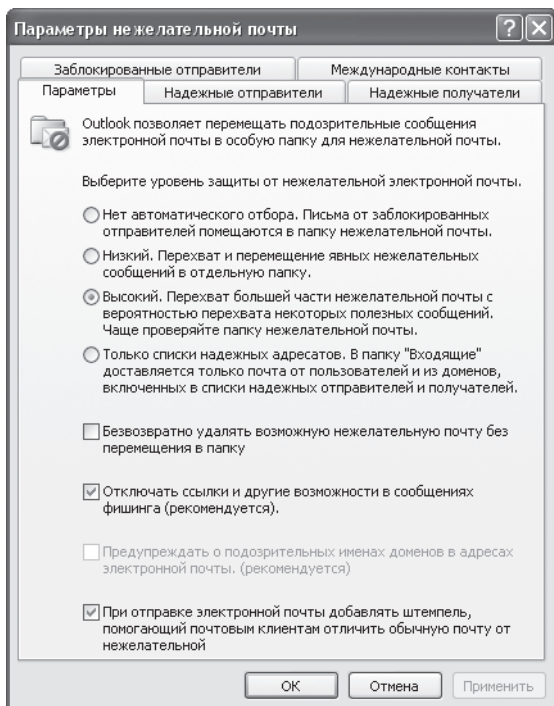 Параметры нежелательной почты
Заблокированные отправители
Международные контакты
Параметры
Надежные отправители
Надежные получатели
Outlook позволяет перемещать подозрительные сообщения
электронной почты в особую папку для нежелательной почты.
Выберите уровень защиты от нежелательной электронной почты.
Нет автоматического отбора. Письма от заблокированных
отправителей помещаются в папку нежелательной почты.
Низкий. Перехват и перемещение явных нежелательных
сообщений в отдельную папку.
Высокий. Перехват большей части нежелательной почты с
вероятностью перехвата некоторых полезных сообщений.
Чаще проверяйте папку нежелательной почты.
Только списки надежных адресатов. В папку "Входящие"
доставляется только почта от пользователей и из доменов,
включенных в списки надежных отправителей и получателей.
Безвозвратно удалять возможную нежелательную почту без
перемещения в папку
Отключать ссылки и другие возможности в сообщениях
фишинга (рекомендуется).
Предупреждать о подозрительных именах доменов в адресах
электронной почты. (рекомендуется)
При отправке электронной почты добавлять штемпель,
помогающий почтовым клиентам отличить обычную почту от
нежелательной
ОК
Отмена
Применить